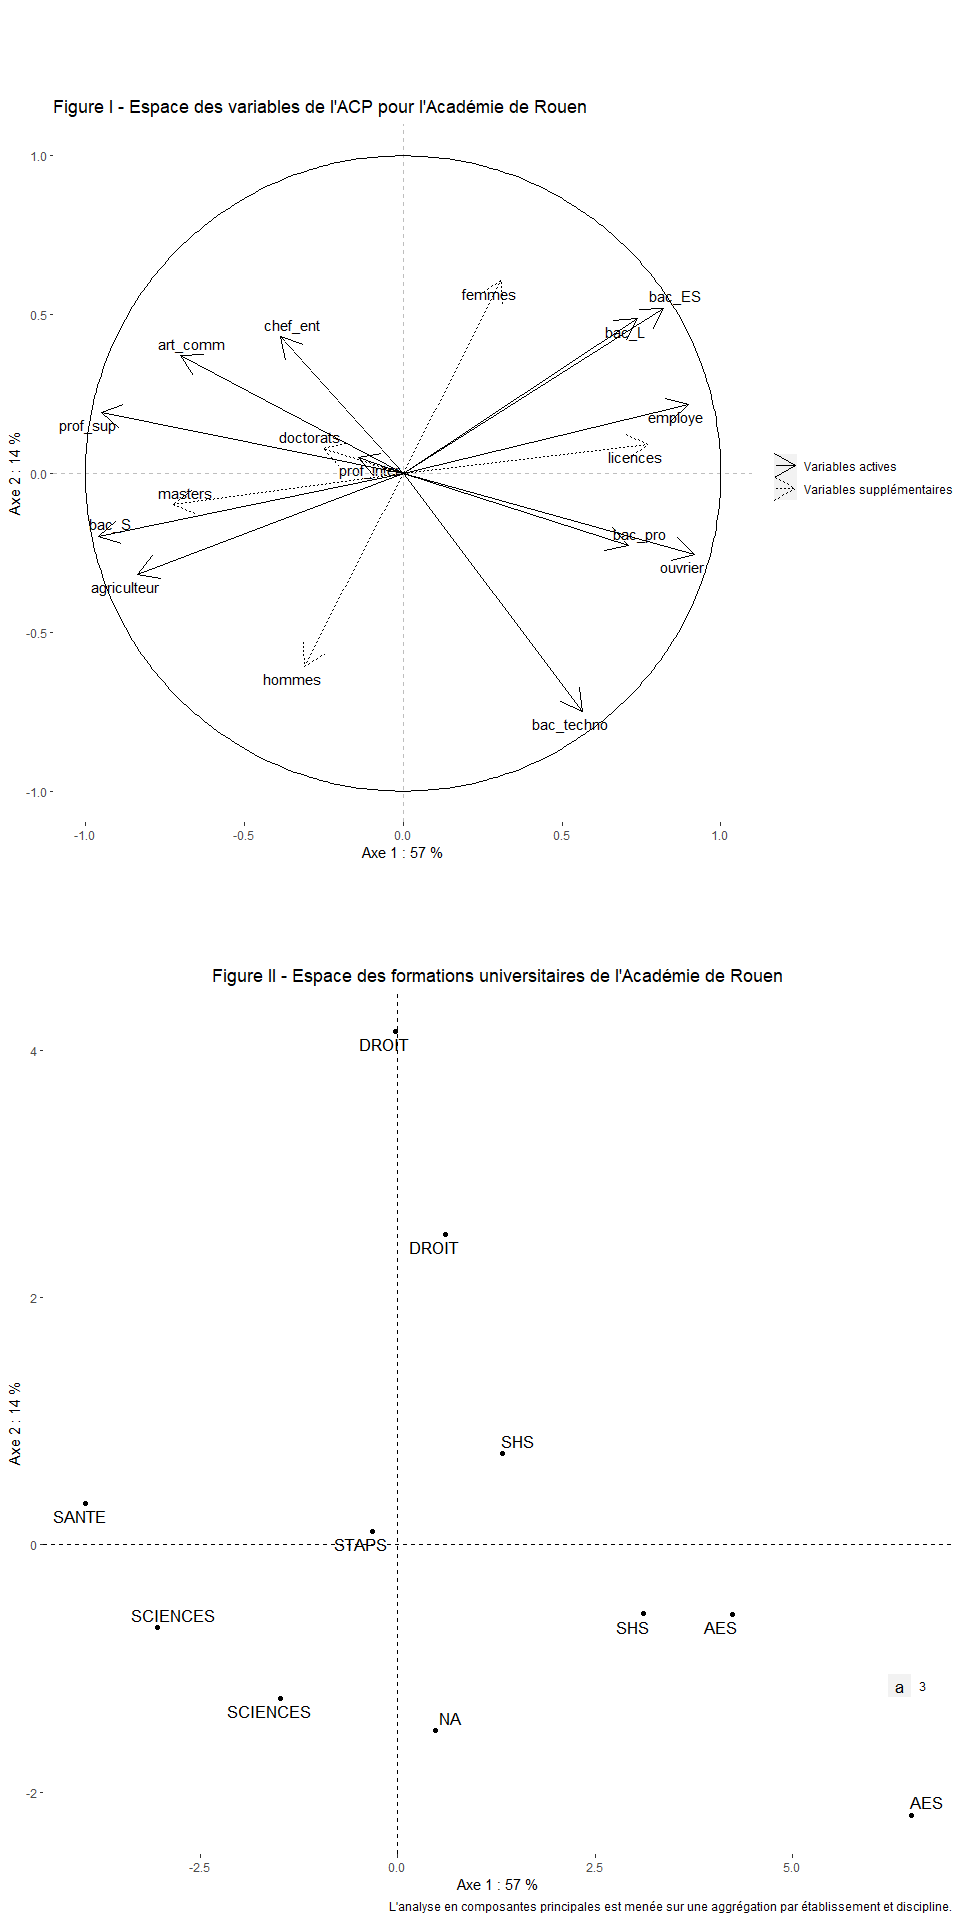 Figure I - Espace des variables de l'ACP pour l'Académie de Rouen
1.0
femmes
bac_ES
0.5
chef_ent
bac_L
art_comm
employe
prof_sup
doctorats
licences
Variables actives
0.0
prof_inter
masters
Variables supplémentaires
bac_S
bac_pro
ouvrier
agriculteur
-0.5
hommes
bac_techno
-1.0
-1.0
-0.5
0.0
0.5
1.0
Axe 1 : 57 %
Axe 2 : 14 %
Figure II - Espace des formations universitaires de l'Académie de Rouen
DROIT
4
DROIT
2
SHS
SANTE
STAPS
0
SCIENCES
SHS
AES
a 3
SCIENCES
NA
-2
AES
-2.5
0.0
2.5
5.0
Axe 1 : 57 %
Axe 2 : 14 %
L'analyse en composantes principales est menée sur une aggrégation par établissement et discipline.